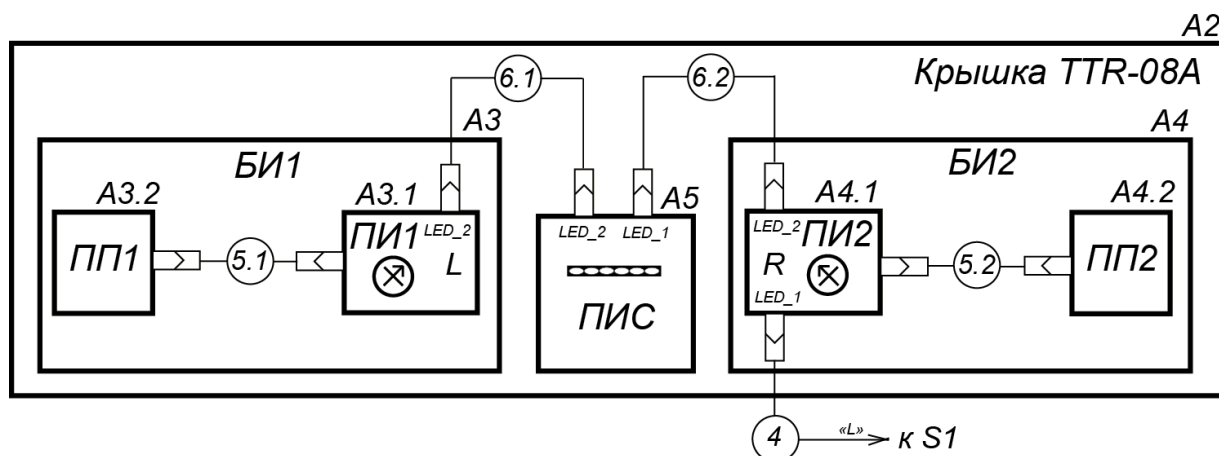 A2
Крышка TTR-08A
6.1
6.2
A3
A4
БИ1
БИ2
A3.2
A3.1
A5
A4.1
A4.2
ПП1
5.1
ПИ1
LED_2
L
LED_2
LED_1
ПИС
LED_2
ПИ2
R
LED_1
5.2
ПП2
4
«L»
к S1